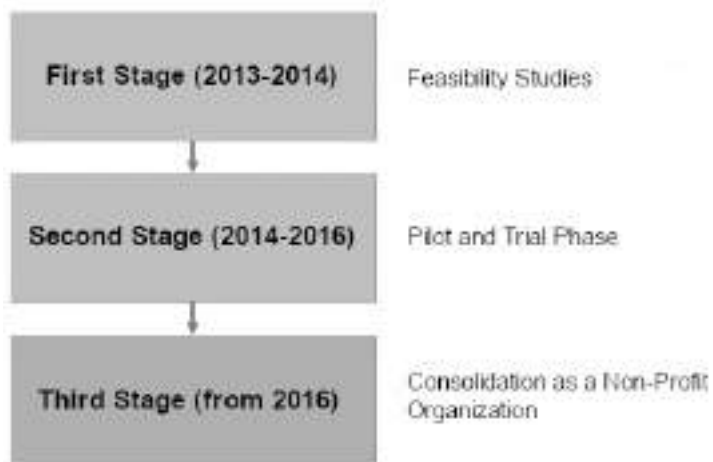 First Stage (2013-2014)
Feasibility Studies
Second Stage (2014-2016)
Pilot and Trial Phase
Third Stage (from 2016)
Consolidation as a Non-Profit
Organization